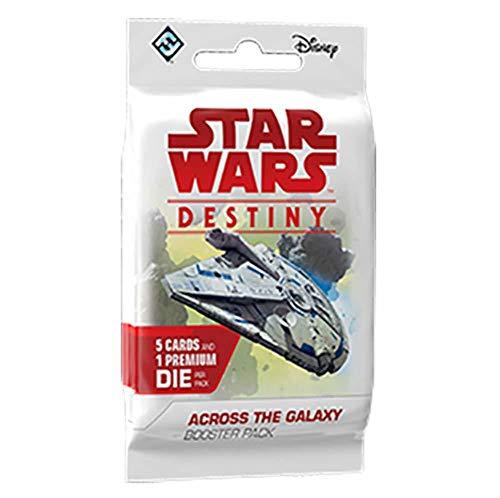 Disney
STAR
WARS
DESTINY
5 CARDS AND
1 PREMIUM
DIE PER PACK
ACROSS THE GALAXY
BOOSTER PACK